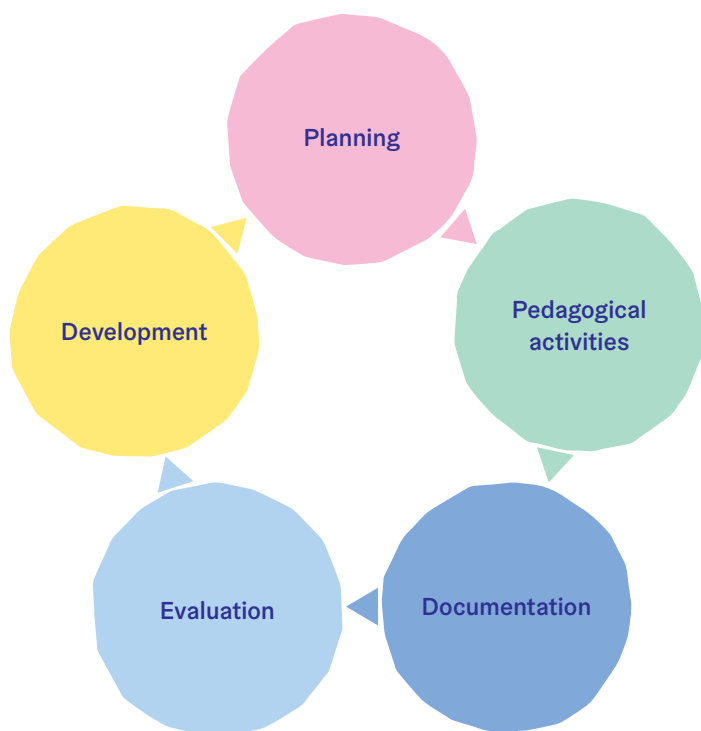 Planning
Pedagogical
activities
Documentation
Evaluation
Development